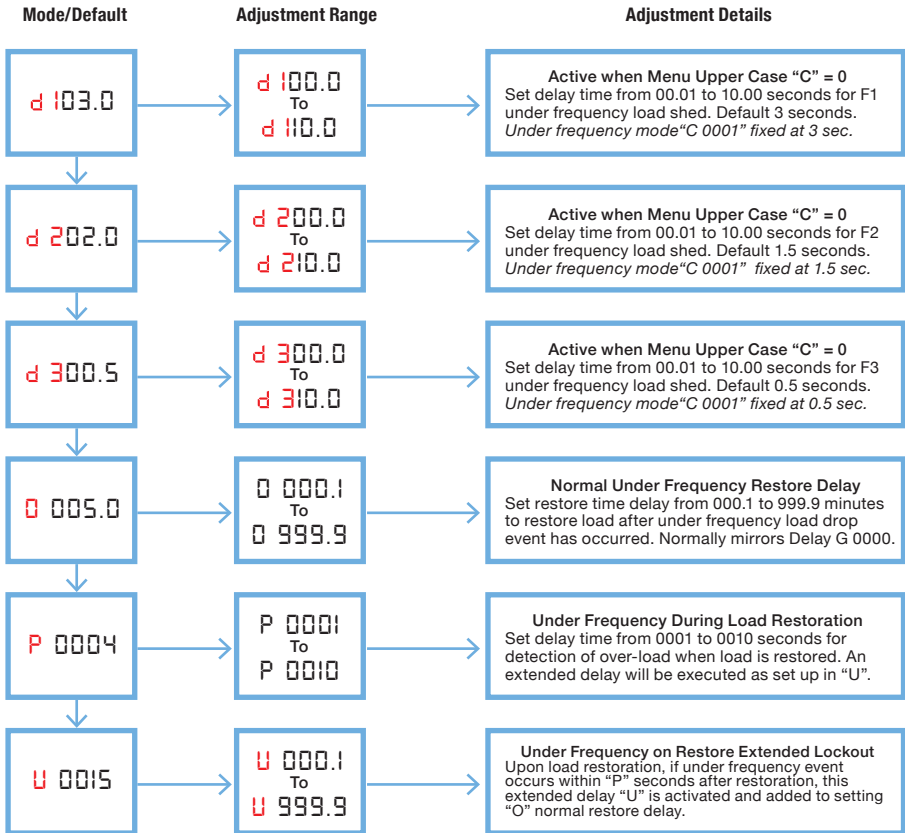 Mode/Default
Adjustment Range
Adjustment Details
d 103.0
d 100.0
To
d 110.0
Active when Menu Upper Case “C” = 0
Set delay time from 00.01 to 10.00 seconds for F1
under frequency load shed. Default 3 seconds.
Under frequency mode“C 0001” fixed at 3 sec.
d 202.0
d 200.0
To
d 210.0
Active when Menu Upper Case “C” = 0
Set delay time from 00.01 to 10.00 seconds for F2
under frequency load shed. Default 1.5 seconds.
Under frequency mode“C 0001” fixed at 1.5 sec.
d 300.5
d 300.0
To
d 310.0
Active when Menu Upper Case “C” = 0
Set delay time from 00.01 to 10.00 seconds for F3
under frequency load shed. Default 0.5 seconds.
Under frequency mode“C 0001” fixed at 0.5 sec.
O 005.0
O 000.1
To
O 999.9
Normal Under Frequency Restore Delay
Set restore time delay from 000.1 to 999.9 minutes
to restore load after under frequency load drop
event has occurred. Normally mirrors Delay G 0000.
P 0004
P 0001
To
P 0010
Under Frequency During Load Restoration
Set delay time from 0001 to 0010 seconds for
detection of over-load when load is restored. An
extended delay will be executed as set up in “U”.
U 0015
U 000.1
To
U 999.9
Under Frequency on Restore Extended Lockout
Upon load restoration, if under frequency event
occurs within “P” seconds after restoration, this
extended delay “U” is activated and added to setting
“O” normal restore delay.